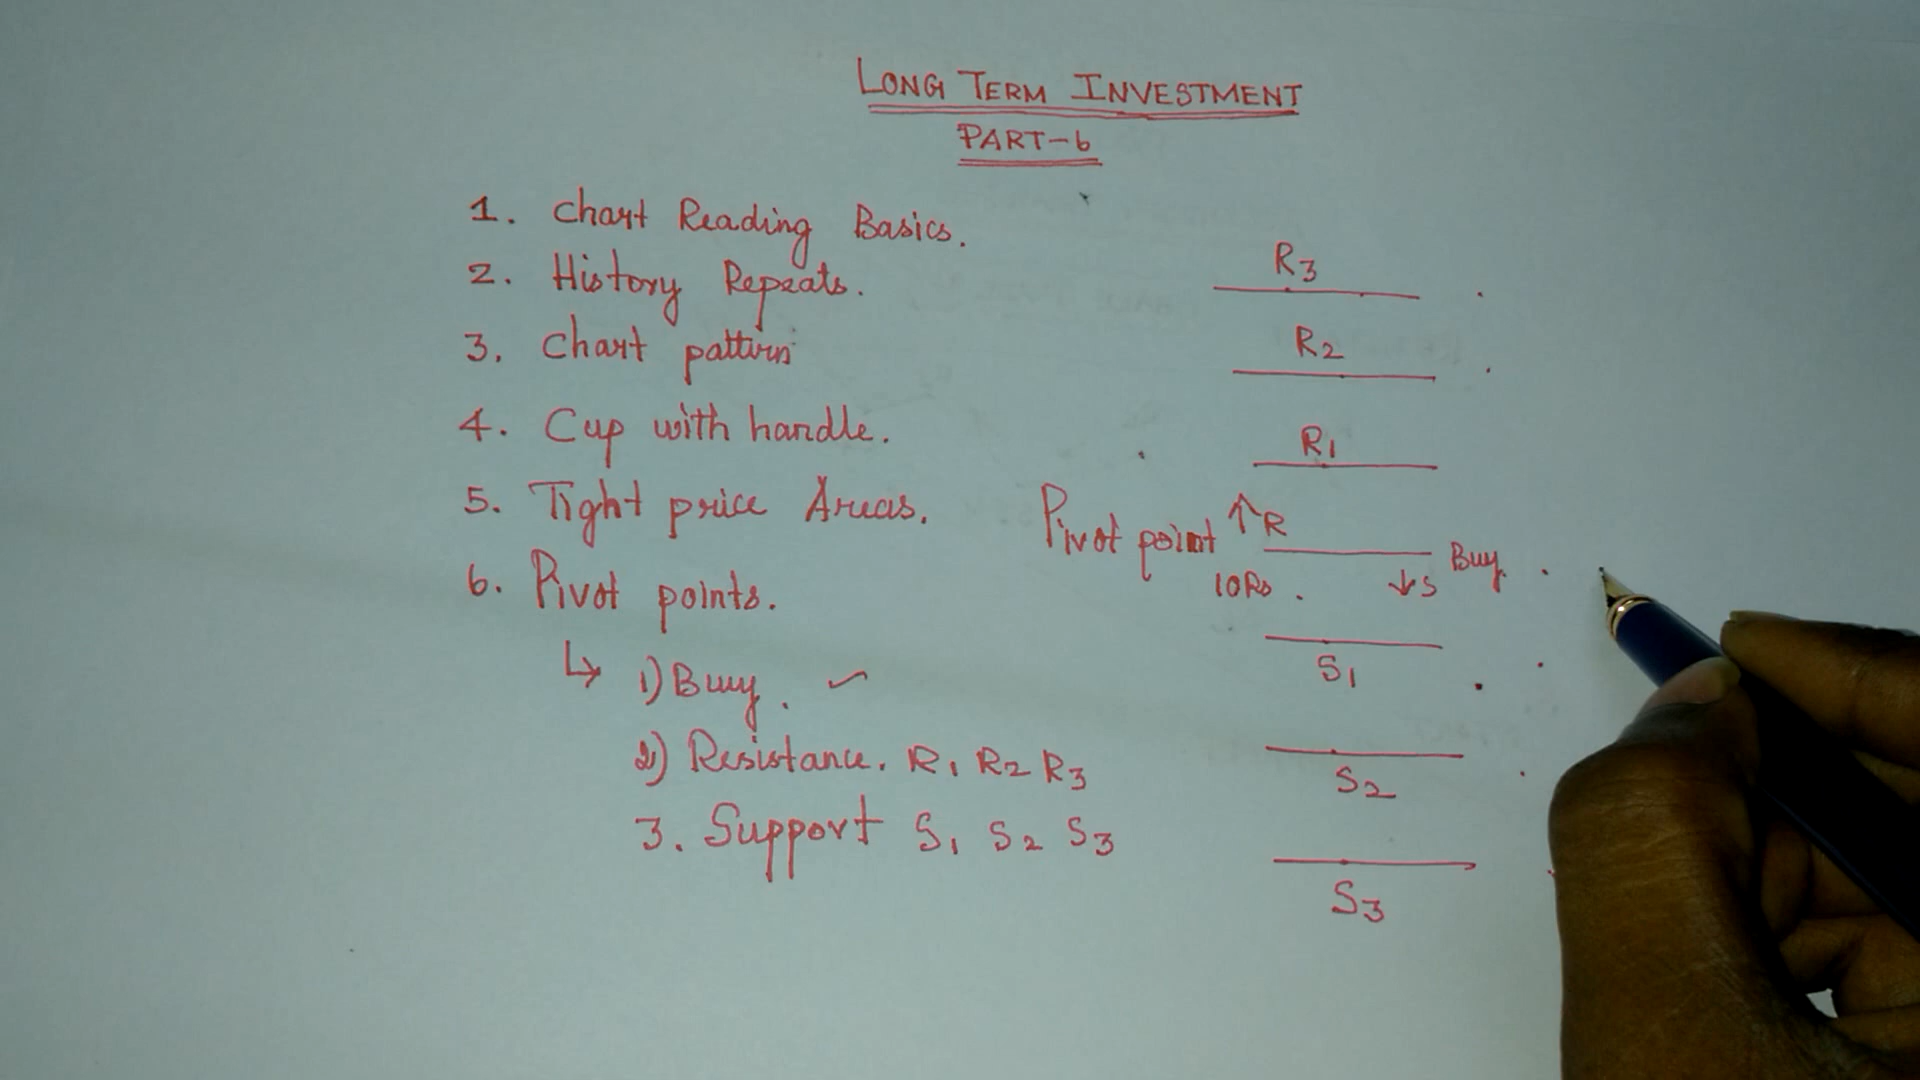 LONG TERM INVESTMENT
PART-6
1. Chart Reading Basics.
2. History Repeats.
3. Chart pattern
4. Cup with handle.
5. Tight price Areas.
6. Pivot points.
↳ 1) Buy.
2) Resistance. R1 R2 R3
3. Support S1 S2 S3
R3
R2
R1
Pivot point ↑R
Buy.
10Rs. ↓S
S1
S2
S3